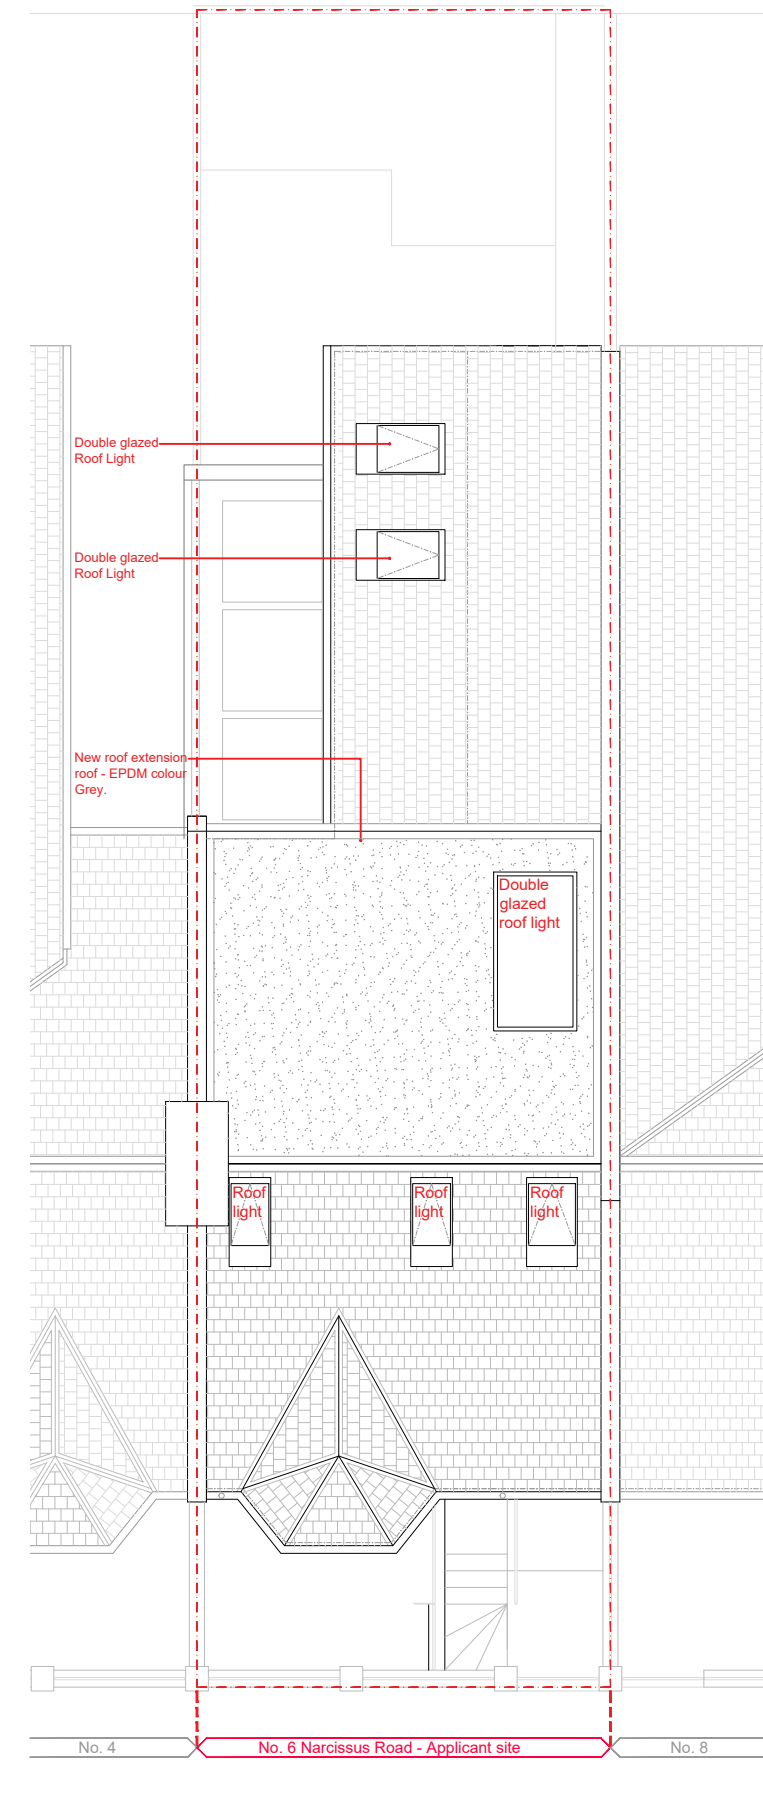 Double glazed
Roof Light
Double glazed
Roof Light
New roof extension
roof - EPDM colour
Grey.
Double
glazed
roof light
Roof
light
Roof
light
Roof
light
No. 4
No. 6 Narcissus Road - Applicant site
No. 8